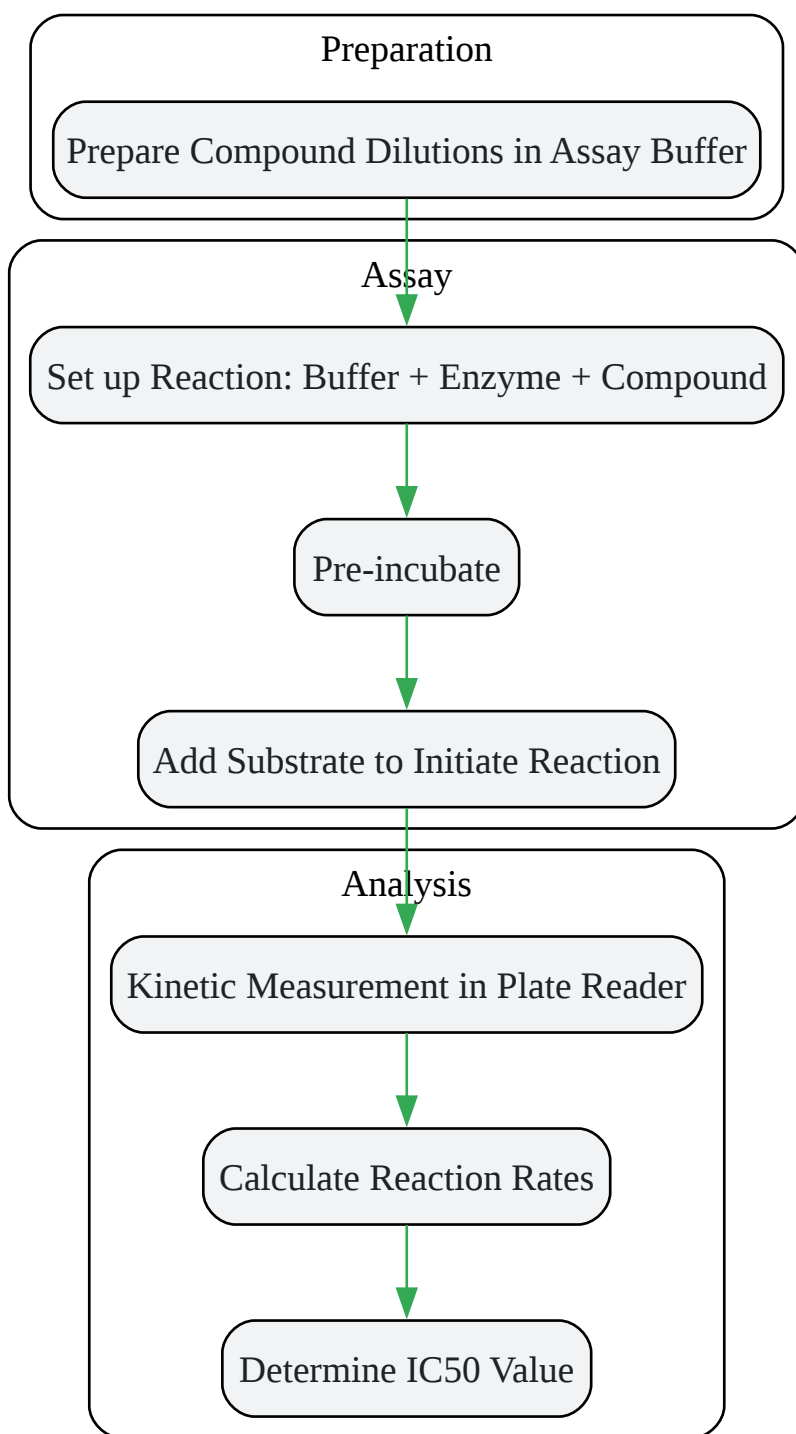 Preparation
Prepare Compound Dilutions in Assay Buffer
Assay
Set up Reaction: Buffer + Enzyme + Compound
Pre-incubate
Add Substrate to Initiate Reaction
Analysis
Kinetic Measurement in Plate Reader
Calculate Reaction Rates
Determine IC50 Value